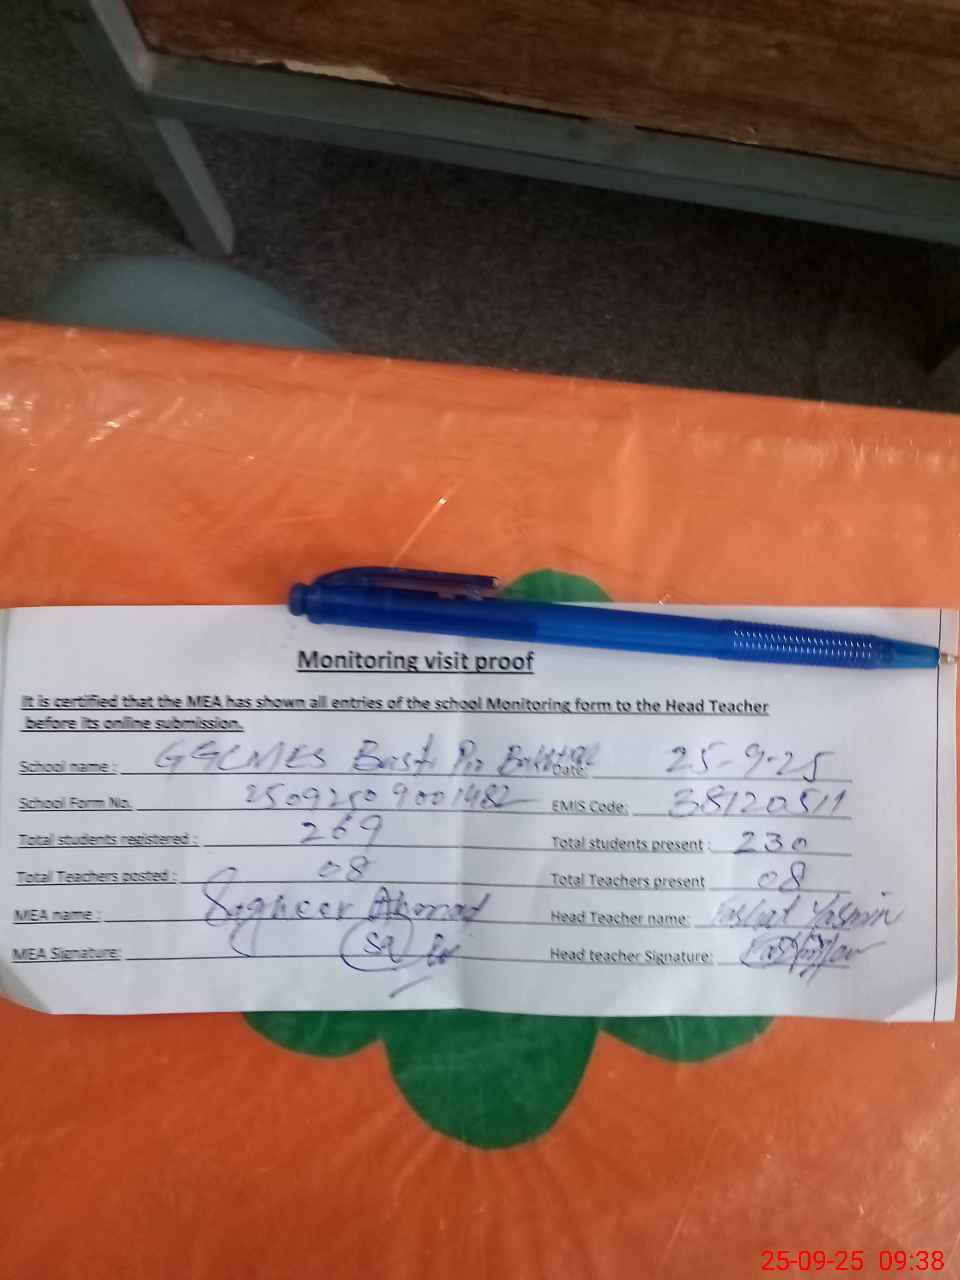 Monitoring visit proof
It is certified that the MEA has shown all entries of the school Monitoring form to the Head Teacher
before its online submission.
School name : GGCMES Basti Pir Date: 25-9-25
School Form No. 25092509001482 EMIS Code: 38120511
Total students registered : 269 Total students present : 230
Total Teachers posted : 08 Total Teachers present 08
MEA name : Sagheer Ahmad Head Teacher name: Yasmin
MEA Signature: Head teacher Signature:
25-09-25 09:38